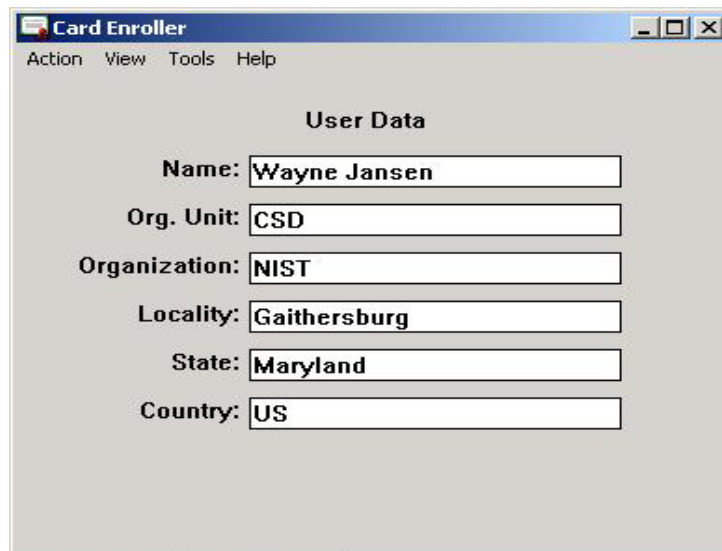 Card Enroller
Action View Tools Help
User Data
Name: Wayne Jansen
Org. Unit: CSD
Organization: NIST
Locality: Gaithersburg
State: Maryland
Country: US